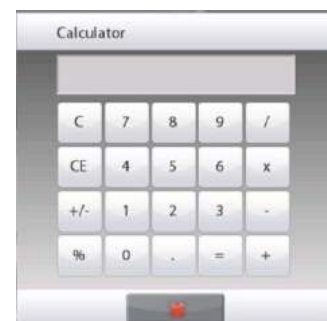 Calculator
C 7 8 9 /
CE 4 5 6 x
+/- 1 2 3 -
% 0 . = +